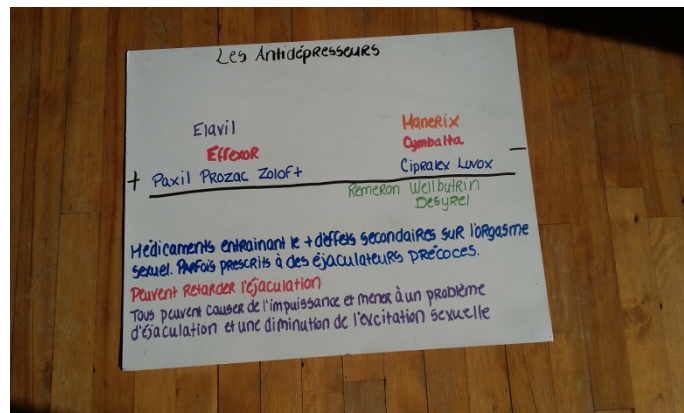 Les Antidépresseurs
Elavil
Effexor
Paxil Prozac Zoloft
Manerix
Cymbalta
Cipralex Luvox
+
−
Remeron Wellbutrin
Desyrel
Médicaments entrainant le + d'effets secondaires sur l'orgasme
sexuel. Parfois prescrits à des éjaculateurs précoces.
Peuvent retarder l'éjaculation
Tous peuvent causer de l'impuissance et mener à un problème
d'éjaculation et une diminution de l'excitation sexuelle